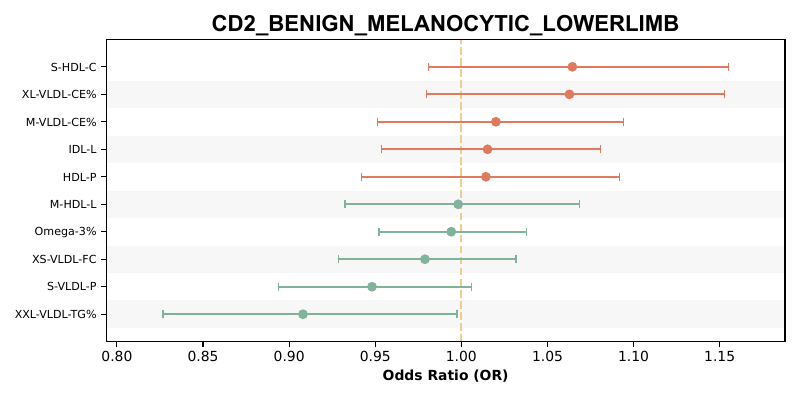 CD2_BENIGN_MELANOCYTIC_LOWERLIMB
S-HDL-C
XL-VLDL-CE%
M-VLDL-CE%
IDL-L
HDL-P
M-HDL-L
Omega-3%
XS-VLDL-FC
S-VLDL-P
XXL-VLDL-TG%
0.80 0.85 0.90 0.95 1.00 1.05 1.10 1.15
Odds Ratio (OR)